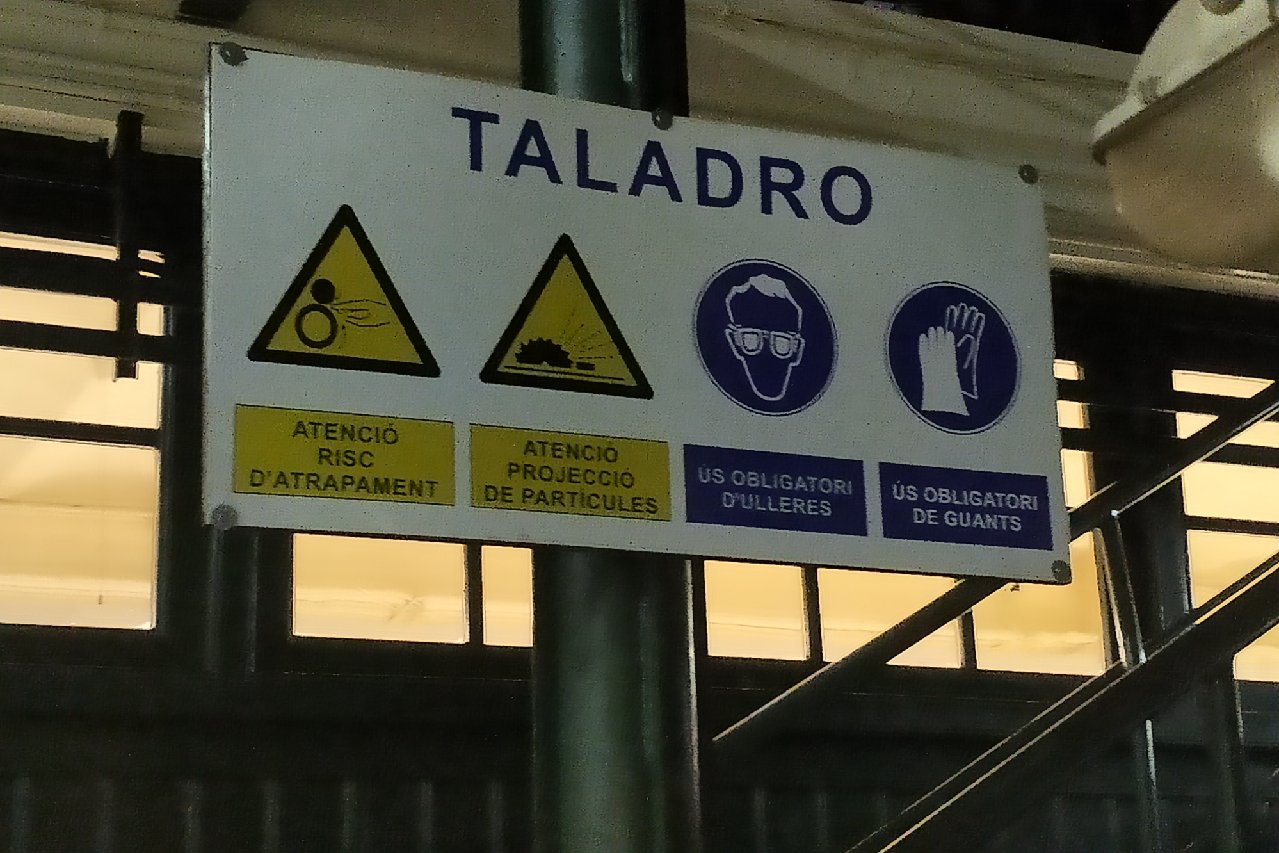 TALADRO
ATENCIÓ
RISC
D'ATRAPAMENT
ATENCIÓ
PROJECCIÓ
DE PARTÍCULES
ÚS OBLIGATORI
D'ULLERES
ÚS OBLIGATORI
DE GUANTS